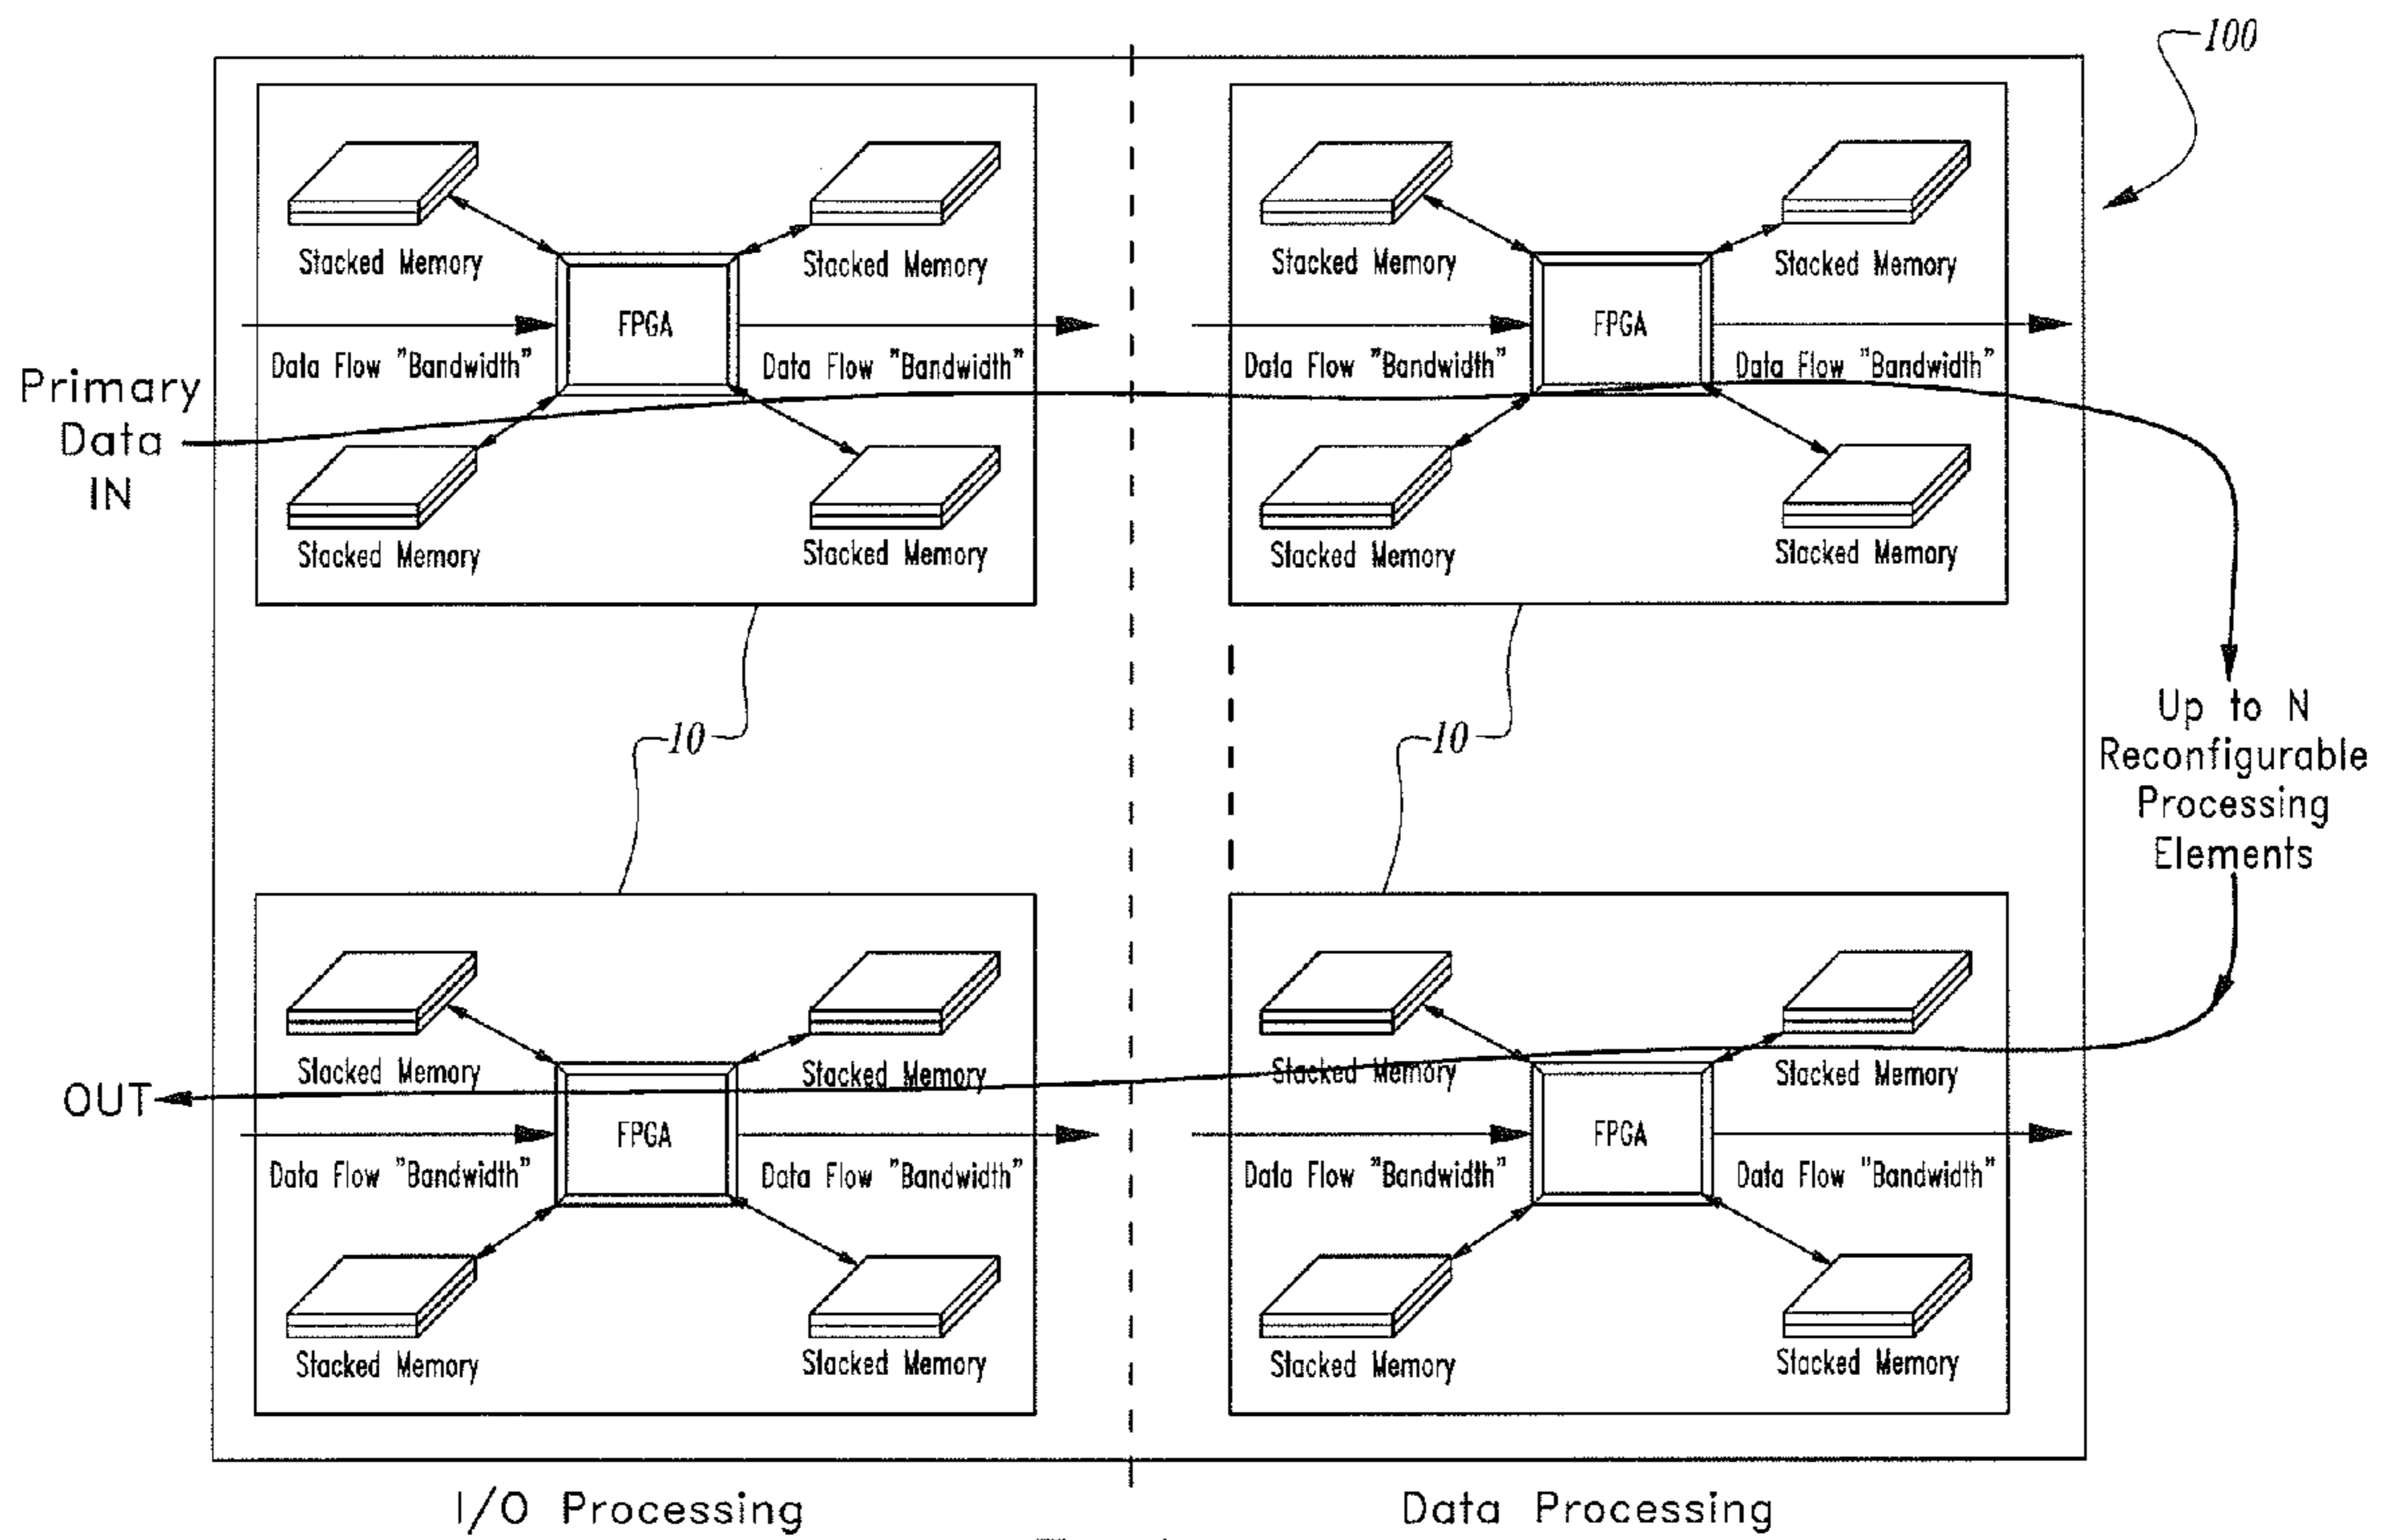 100
Stacked Memory
Stacked Memory
FPGA
Data Flow "Bandwidth"
Data Flow "Bandwidth"
Stacked Memory
Stacked Memory
Stacked Memory
Stacked Memory
FPGA
Data Flow "Bandwidth"
Data Flow "Bandwidth"
Stacked Memory
Stacked Memory
Primary
Data
IN
10
10
Up to N
Reconfigurable
Processing
Elements
Stacked Memory
Stacked Memory
FPGA
Data Flow "Bandwidth"
Data Flow "Bandwidth"
Stacked Memory
Stacked Memory
Stacked Memory
Stacked Memory
FPGA
Data Flow "Bandwidth"
Data Flow "Bandwidth"
Stacked Memory
Stacked Memory
OUT
I/O Processing
Data Processing